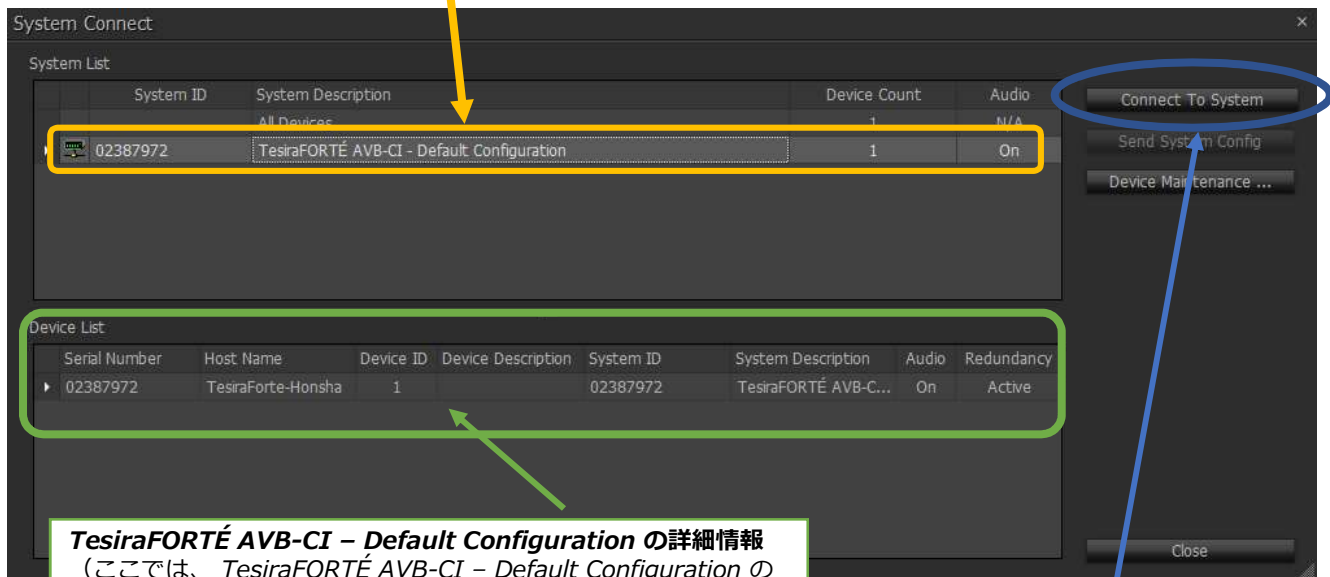 System Connect
System List
System ID System Description Device Count Audio
All Devices 1 N/A
02387972 TesiraFORTÉ AVB-CI - Default Configuration 1 On
Connect To System
Send System Config
Device Maintenance ...
Device List
Serial Number Host Name Device ID Device Description System ID System Description Audio Redundancy
02387972 TesiraForte-Honsha 1 02387972 TesiraFORTÉ AVB-C... On Active
TesiraFORTÉ AVB-CI – Default Configuration の詳細情報
（ここでは、 TesiraFORTÉ AVB-CI – Default Configuration の
Close